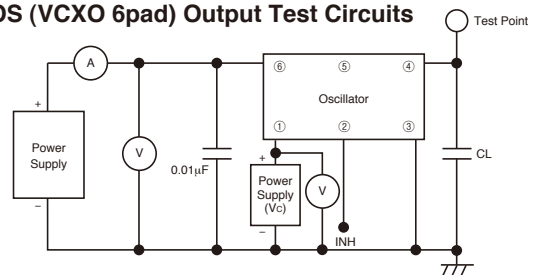 OS (VCXO 6pad) Output Test Circuits
Test Point
A
⑥ ⑤ ④
Oscillator
① ② ③
+
Power
Supply
−
V
0.01μF
+
Power
Supply
(Vc)
−
V
INH
CL